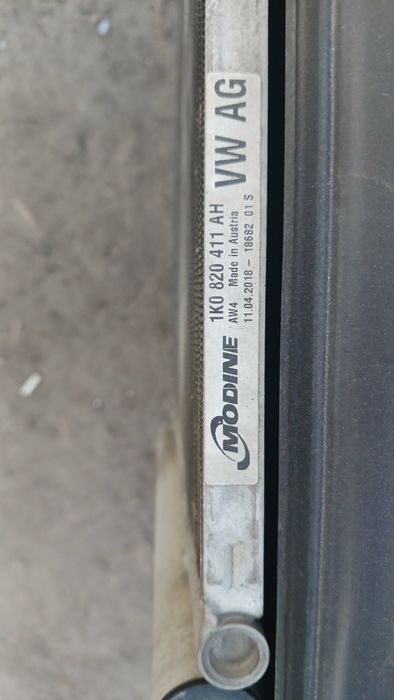 MODINE
1K0 820 411 AH
AW4 Made in Austria
11.04.2018 - 18682 01 S
VW AG